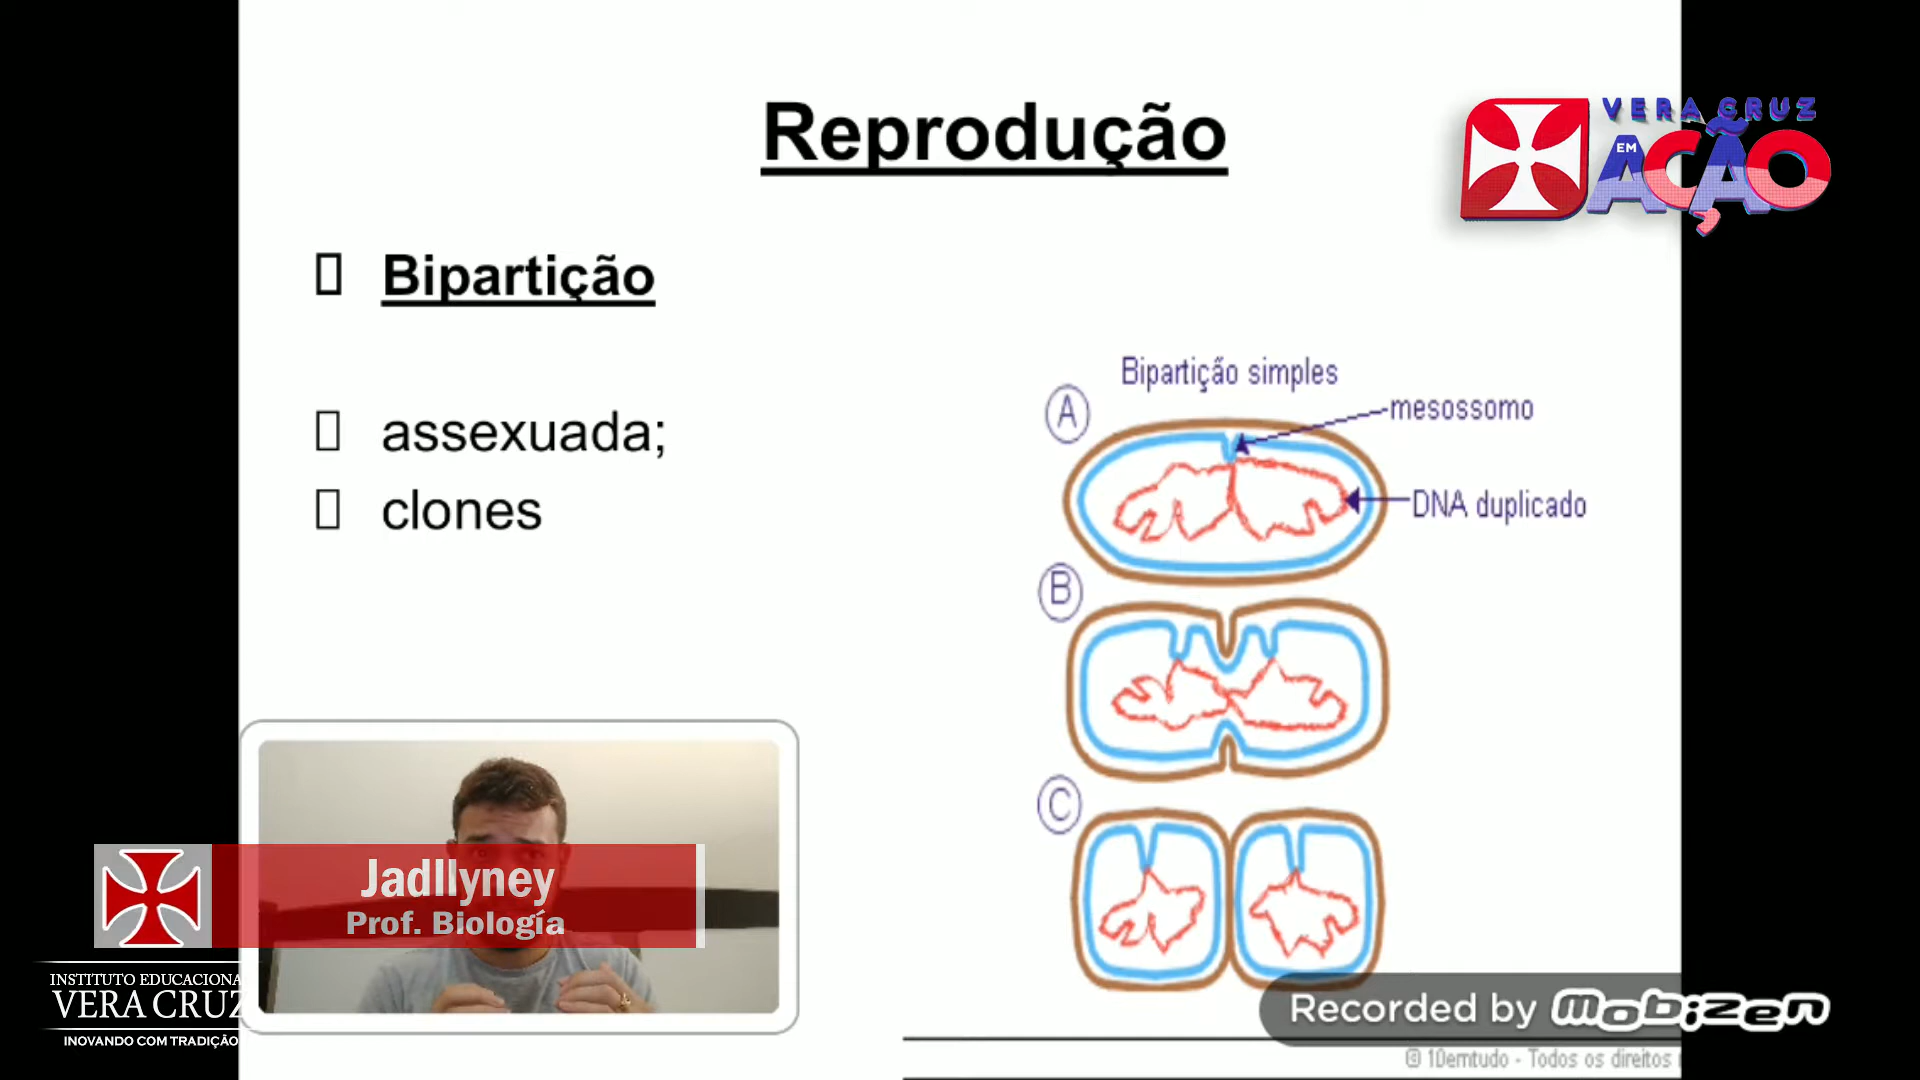 Reprodução
VERA CRUZ
EM
AÇÃO
Bipartição
assexuada;
clones
Bipartição simples
A
mesossomo
DNA duplicado
B
C
Jadllyney
Prof. Biología
INSTITUTO EDUCACIONA
VERA CRUZ
INOVANDO COM TRADIÇÃO
Recorded by mobizen
© 10emtudo - Todos os direitos